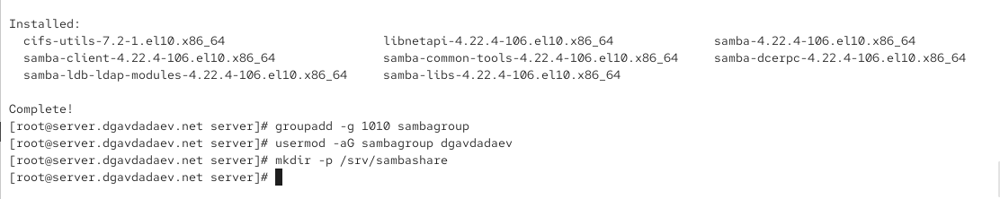 Installed:
cifs-utils-7.2-1.el10.x86_64 libnetapi-4.22.4-106.el10.x86_64 samba-4.22.4-106.el10.x86_64
samba-client-4.22.4-106.el10.x86_64 samba-common-tools-4.22.4-106.el10.x86_64 samba-dcerpc-4.22.4-106.el10.x86_64
samba-ldb-ldap-modules-4.22.4-106.el10.x86_64 samba-libs-4.22.4-106.el10.x86_64
Complete!
[root@server.dgavdadaev.net server]# groupadd -g 1010 sambagroup
[root@server.dgavdadaev.net server]# usermod -aG sambagroup dgavdadaev
[root@server.dgavdadaev.net server]# mkdir -p /srv/sambashare
[root@server.dgavdadaev.net server]#